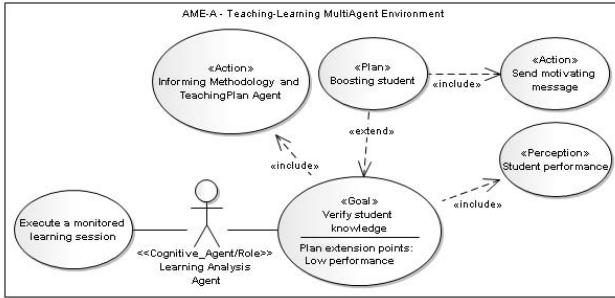 AME-A - Teaching-Learning MultiAgent Environment
«Action»
Informing Methodology and
TeachingPlan Agent
«Plan»
Boosting student
«Action»
Send motivating
message
«include»
«extend»
«include»
«Perception»
Student performance
«include»
Execute a monitored
learning session
<<Cognitive_Agent/Role>>
Learning Analysis
Agent
«Goal»
Verify student
knowledge
Plan extension points:
Low performance